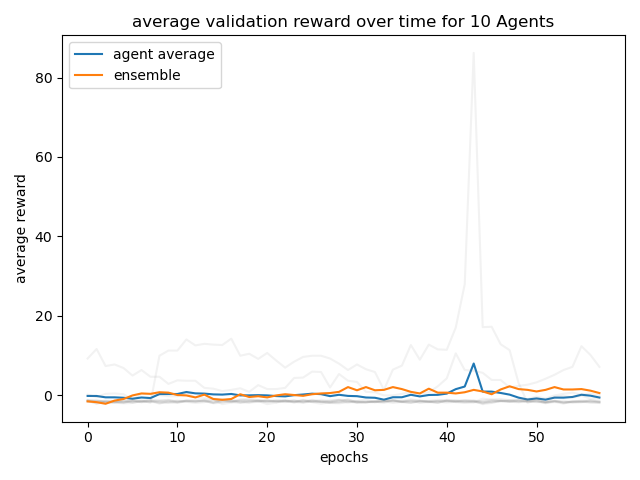 average validation reward over time for 10 Agents
agent average
ensemble
average reward
80
60
40
20
0
0 10 20 30 40 50
epochs